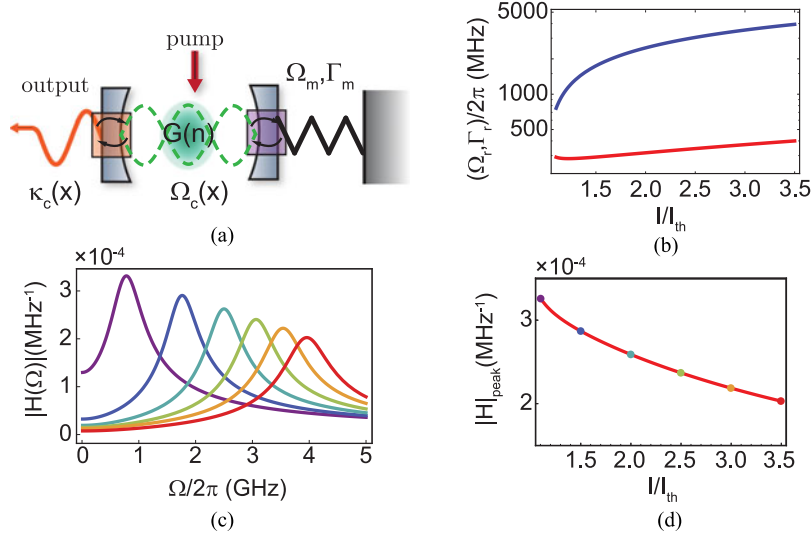 pump
output
Ω_m,Γ_m
G(n)
κ_c(x)
Ω_c(x)
(a)
(Ω_r,Γ_r)/2π (MHz)
5000
1000
500
1.5 2.0 2.5 3.0 3.5
I/I_th
(b)
×10⁻⁴
|H(Ω)|(MHz⁻¹)
3
2
1
0
0 1 2 3 4 5
Ω/2π (GHz)
(c)
×10⁻⁴
|H|_peak(MHz⁻¹)
3
2
1.5 2.0 2.5 3.0 3.5
I/I_th
(d)